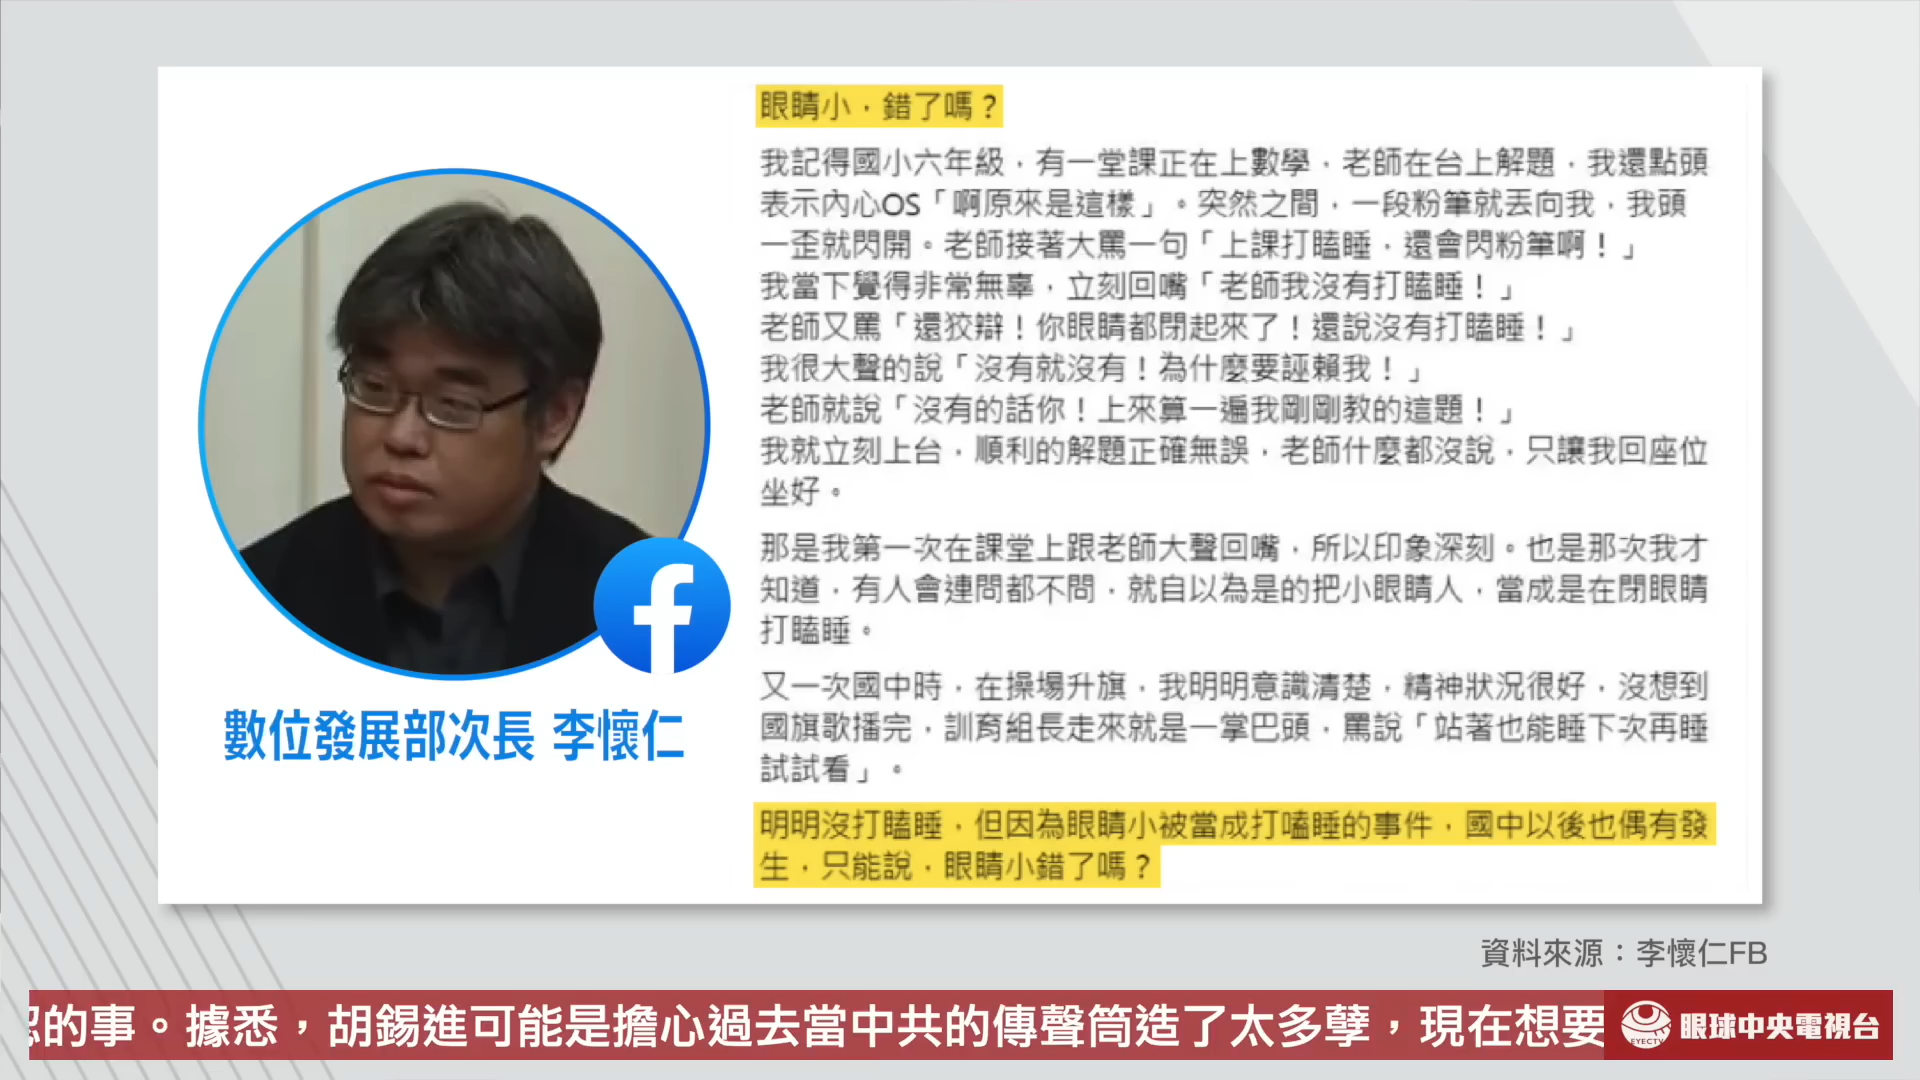 眼睛小，錯了嗎？
我記得國小六年級，有一堂課正在上數學，老師在台上解題，我還點頭
表示內心OS「啊原來是這樣」。突然之間，一段粉筆就丟向我，我頭
一歪就閃開。老師接著大罵一句「上課打瞌睡，還會閃粉筆啊！」
我當下覺得非常無辜，立刻回嘴「老師我沒有打瞌睡！」
老師又罵「還狡辯！你眼睛都閉起來了！還說沒有打瞌睡！」
我很大聲的說「沒有就沒有！為什麼要誣賴我！」
老師就說「沒有的話你！上來算一遍我剛剛教的這題！」
我就立刻上台，順利的解題正確無誤，老師什麼都沒說，只讓我回座位
坐好。
那是我第一次在課堂上跟老師大聲回嘴，所以印象深刻。也是那次我才
知道，有人會連問都不問，就自以為是的把小眼睛人，當成是在閉眼睛
打瞌睡。
又一次國中時，在操場升旗，我明明意識清楚，精神狀況很好，沒想到
國旗歌播完，訓育組長走來就是一掌巴頭，罵說「站著也能睡下次再睡
試試看」。
明明沒打瞌睡，但因為眼睛小被當成打嗑睡的事件，國中以後也偶有發
生，只能說，眼睛小錯了嗎？
數位發展部次長 李懷仁
資料來源：李懷仁FB
的事。據悉，胡錫進可能是擔心過去當中共的傳聲筒造了太多孽，現在想要
眼球中央電視台
EYECTV